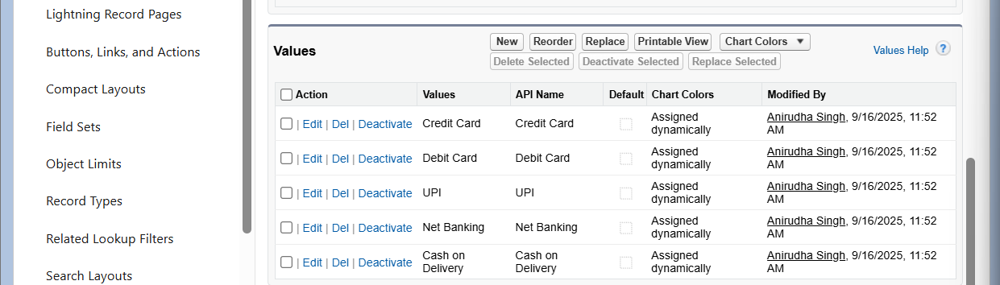 Lightning Record Pages
Buttons, Links, and Actions
Compact Layouts
Field Sets
Object Limits
Record Types
Related Lookup Filters
Search Layouts
Values
New Reorder Replace Printable View Chart Colors
Delete Selected Deactivate Selected Replace Selected
Values Help ?
Action Values API Name Default Chart Colors Modified By
| Edit | Del | Deactivate Credit Card Credit Card Assigned dynamically Anirudha Singh, 9/16/2025, 11:52 AM
| Edit | Del | Deactivate Debit Card Debit Card Assigned dynamically Anirudha Singh, 9/16/2025, 11:52 AM
| Edit | Del | Deactivate UPI UPI Assigned dynamically Anirudha Singh, 9/16/2025, 11:52 AM
| Edit | Del | Deactivate Net Banking Net Banking Assigned dynamically Anirudha Singh, 9/16/2025, 11:52 AM
| Edit | Del | Deactivate Cash on Delivery Cash on Delivery Assigned dynamically Anirudha Singh, 9/16/2025, 11:52 AM